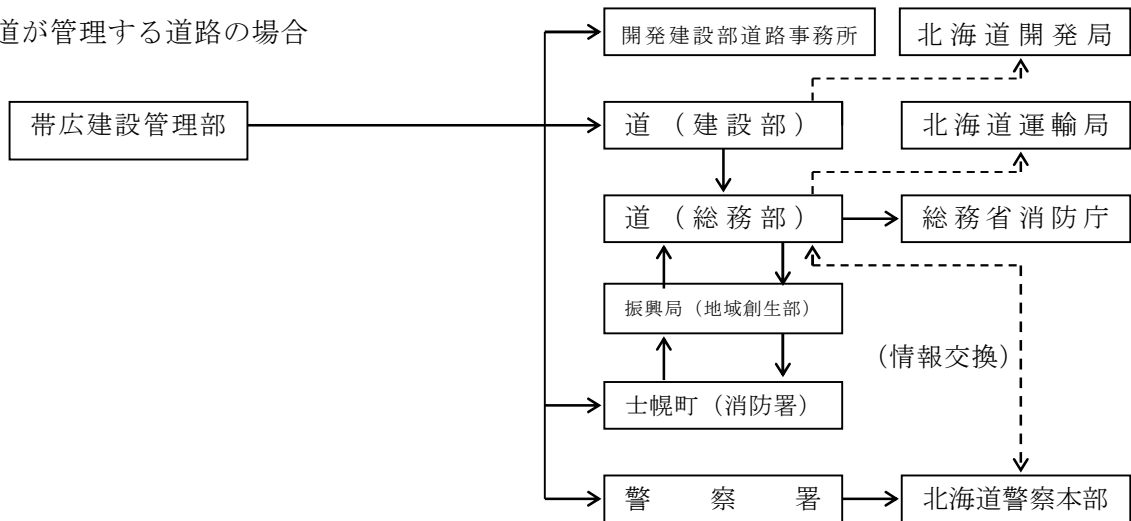 道が管理する道路の場合
開発建設部道路事務所
北海道開発局
帯広建設管理部
道(建設部)
北海道運輸局
道(総務部)
総務省消防庁
振興局(地域創生部)
(情報交換)
士幌町(消防署)
警察署
北海道警察本部